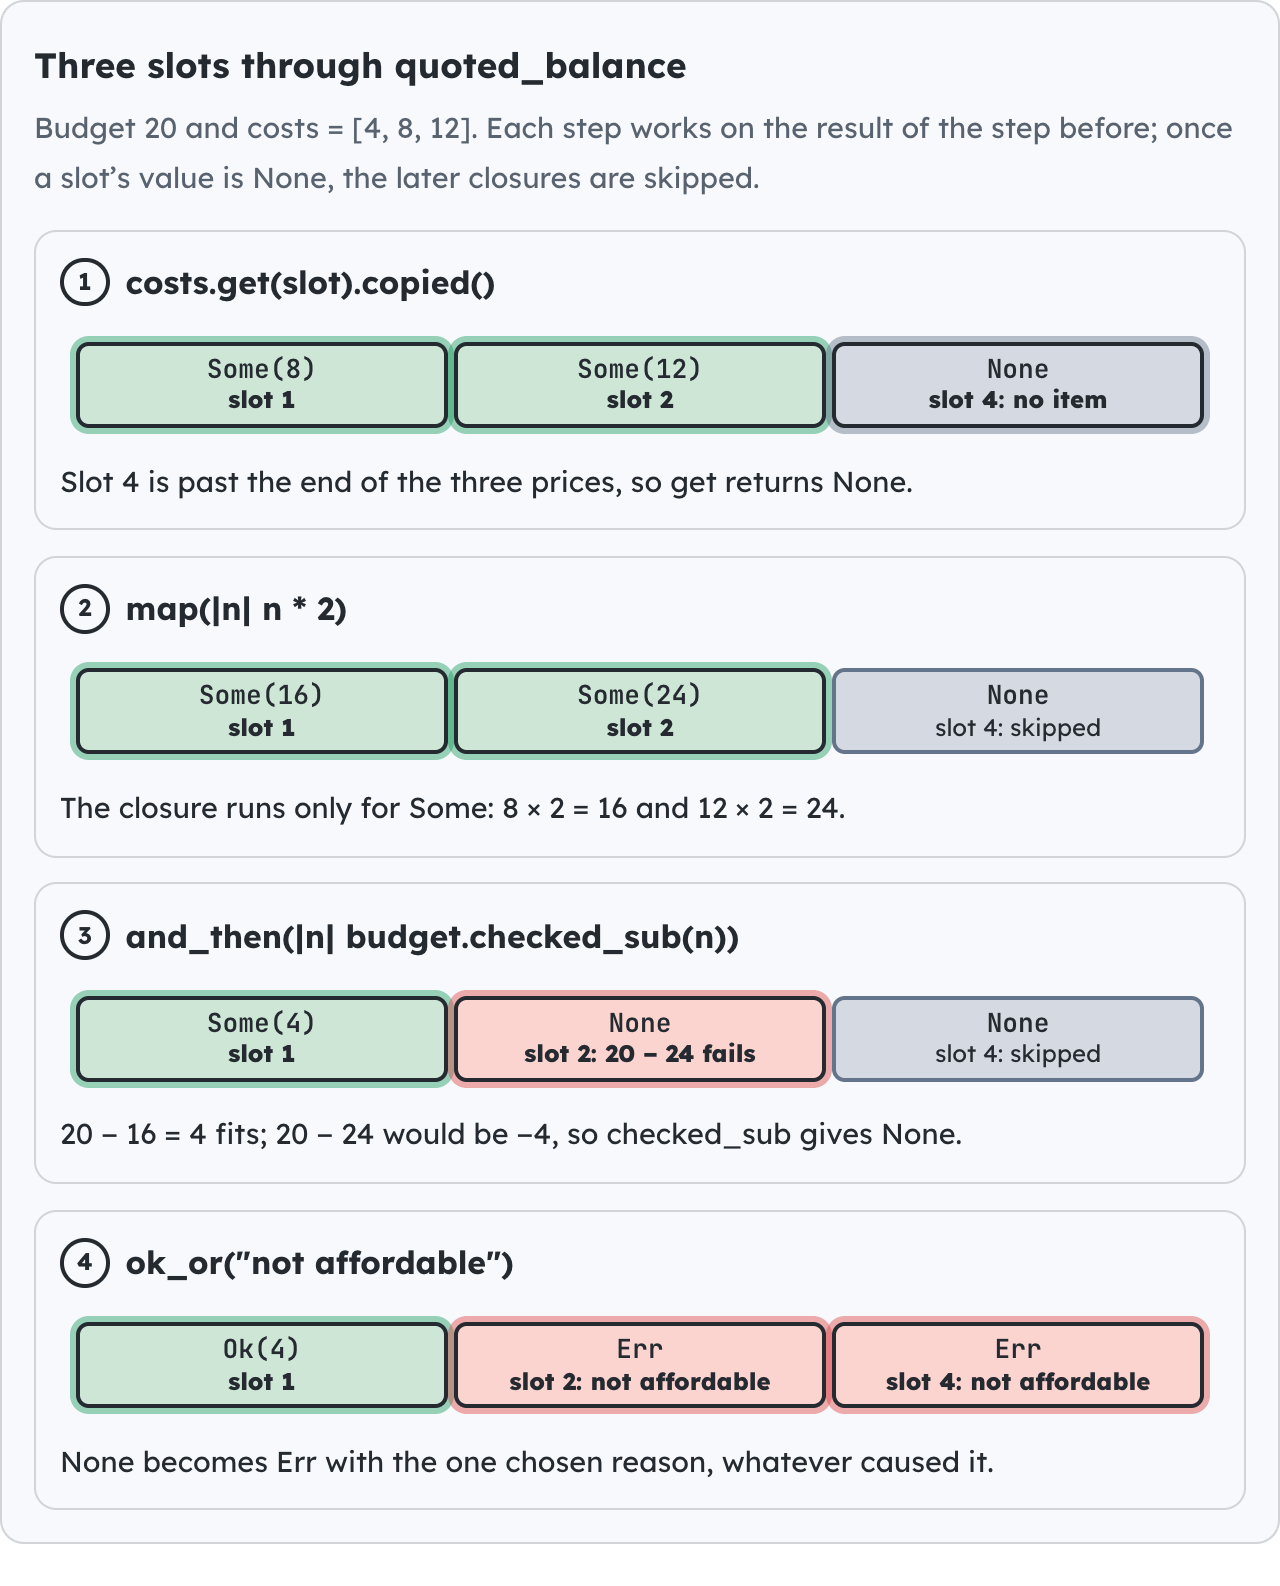 Three slots through quoted_balance
Budget 20 and costs = [4, 8, 12]. Each step works on the result of the step before; once
a slot’s value is None, the later closures are skipped.
1 costs.get(slot).copied()
Some(8) Some(12) None
slot 1 slot 2 slot 4: no item
Slot 4 is past the end of the three prices, so get returns None.
2 map(|n| n * 2)
Some(16) Some(24) None
slot 1 slot 2 slot 4: skipped
The closure runs only for Some: 8 × 2 = 16 and 12 × 2 = 24.
3 and_then(|n| budget.checked_sub(n))
Some(4) None None
slot 1 slot 2: 20 − 24 fails slot 4: skipped
20 − 16 = 4 fits; 20 − 24 would be −4, so checked_sub gives None.
4 ok_or("not affordable")
Ok(4) Err Err
slot 1 slot 2: not affordable slot 4: not affordable
None becomes Err with the one chosen reason, whatever caused it.